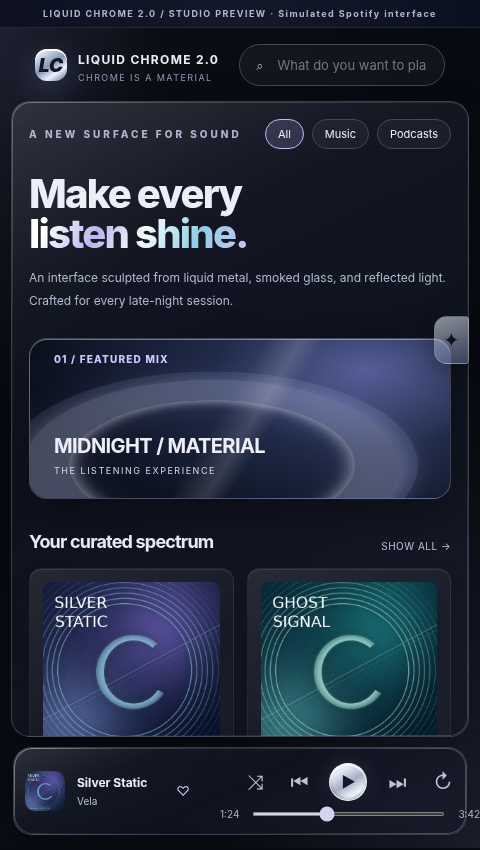 LIQUID CHROME 2.0 / STUDIO PREVIEW · Simulated Spotify interface
LC
LIQUID CHROME 2.0
CHROME IS A MATERIAL
What do you want to pla
A NEW SURFACE FOR SOUND
All
Music
Podcasts
Make every
listen shine.
An interface sculpted from liquid metal, smoked glass, and reflected light.
Crafted for every late-night session.
01 / FEATURED MIX
MIDNIGHT / MATERIAL
THE LISTENING EXPERIENCE
Your curated spectrum
SHOW ALL →
SILVER
STATIC
GHOST
SIGNAL
SILVER
STATIC
Silver Static
Vela
1:24
3:42